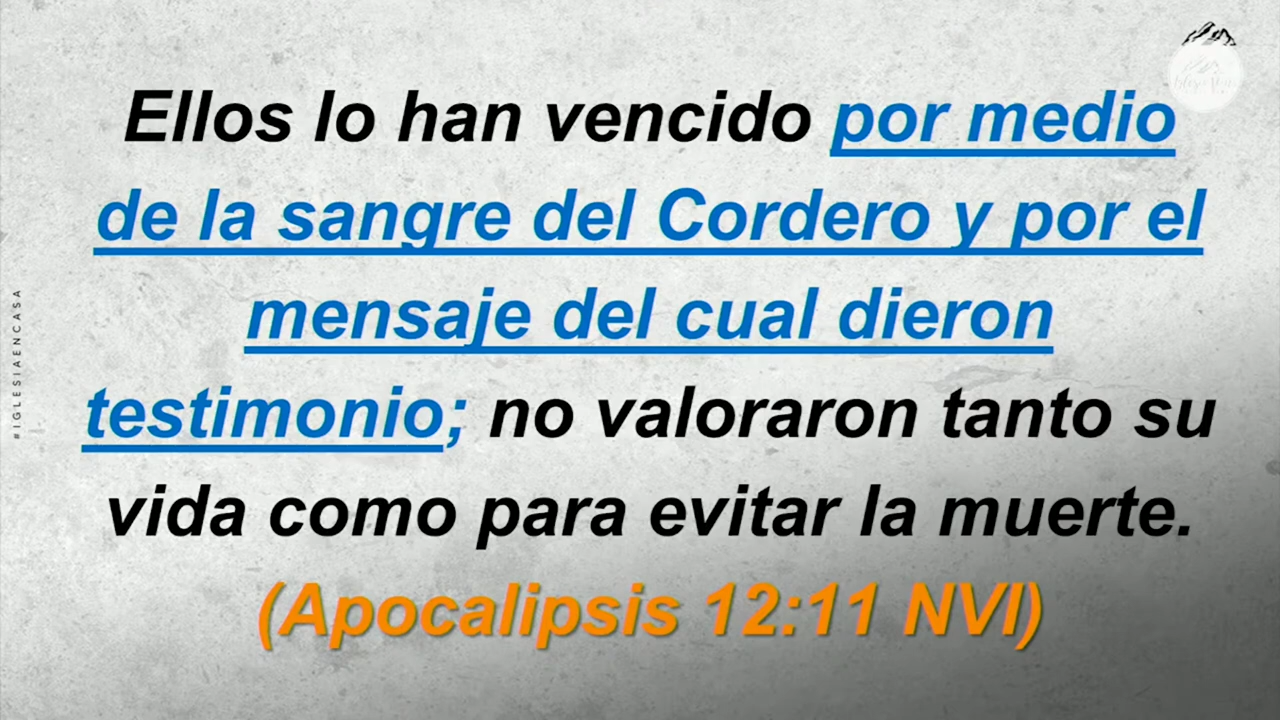 Ellos lo han vencido por medio
de la sangre del Cordero y por el
mensaje del cual dieron
testimonio; no valoraron tanto su
vida como para evitar la muerte.
(Apocalipsis 12:11 NVI)
#IGLESIAENCASA